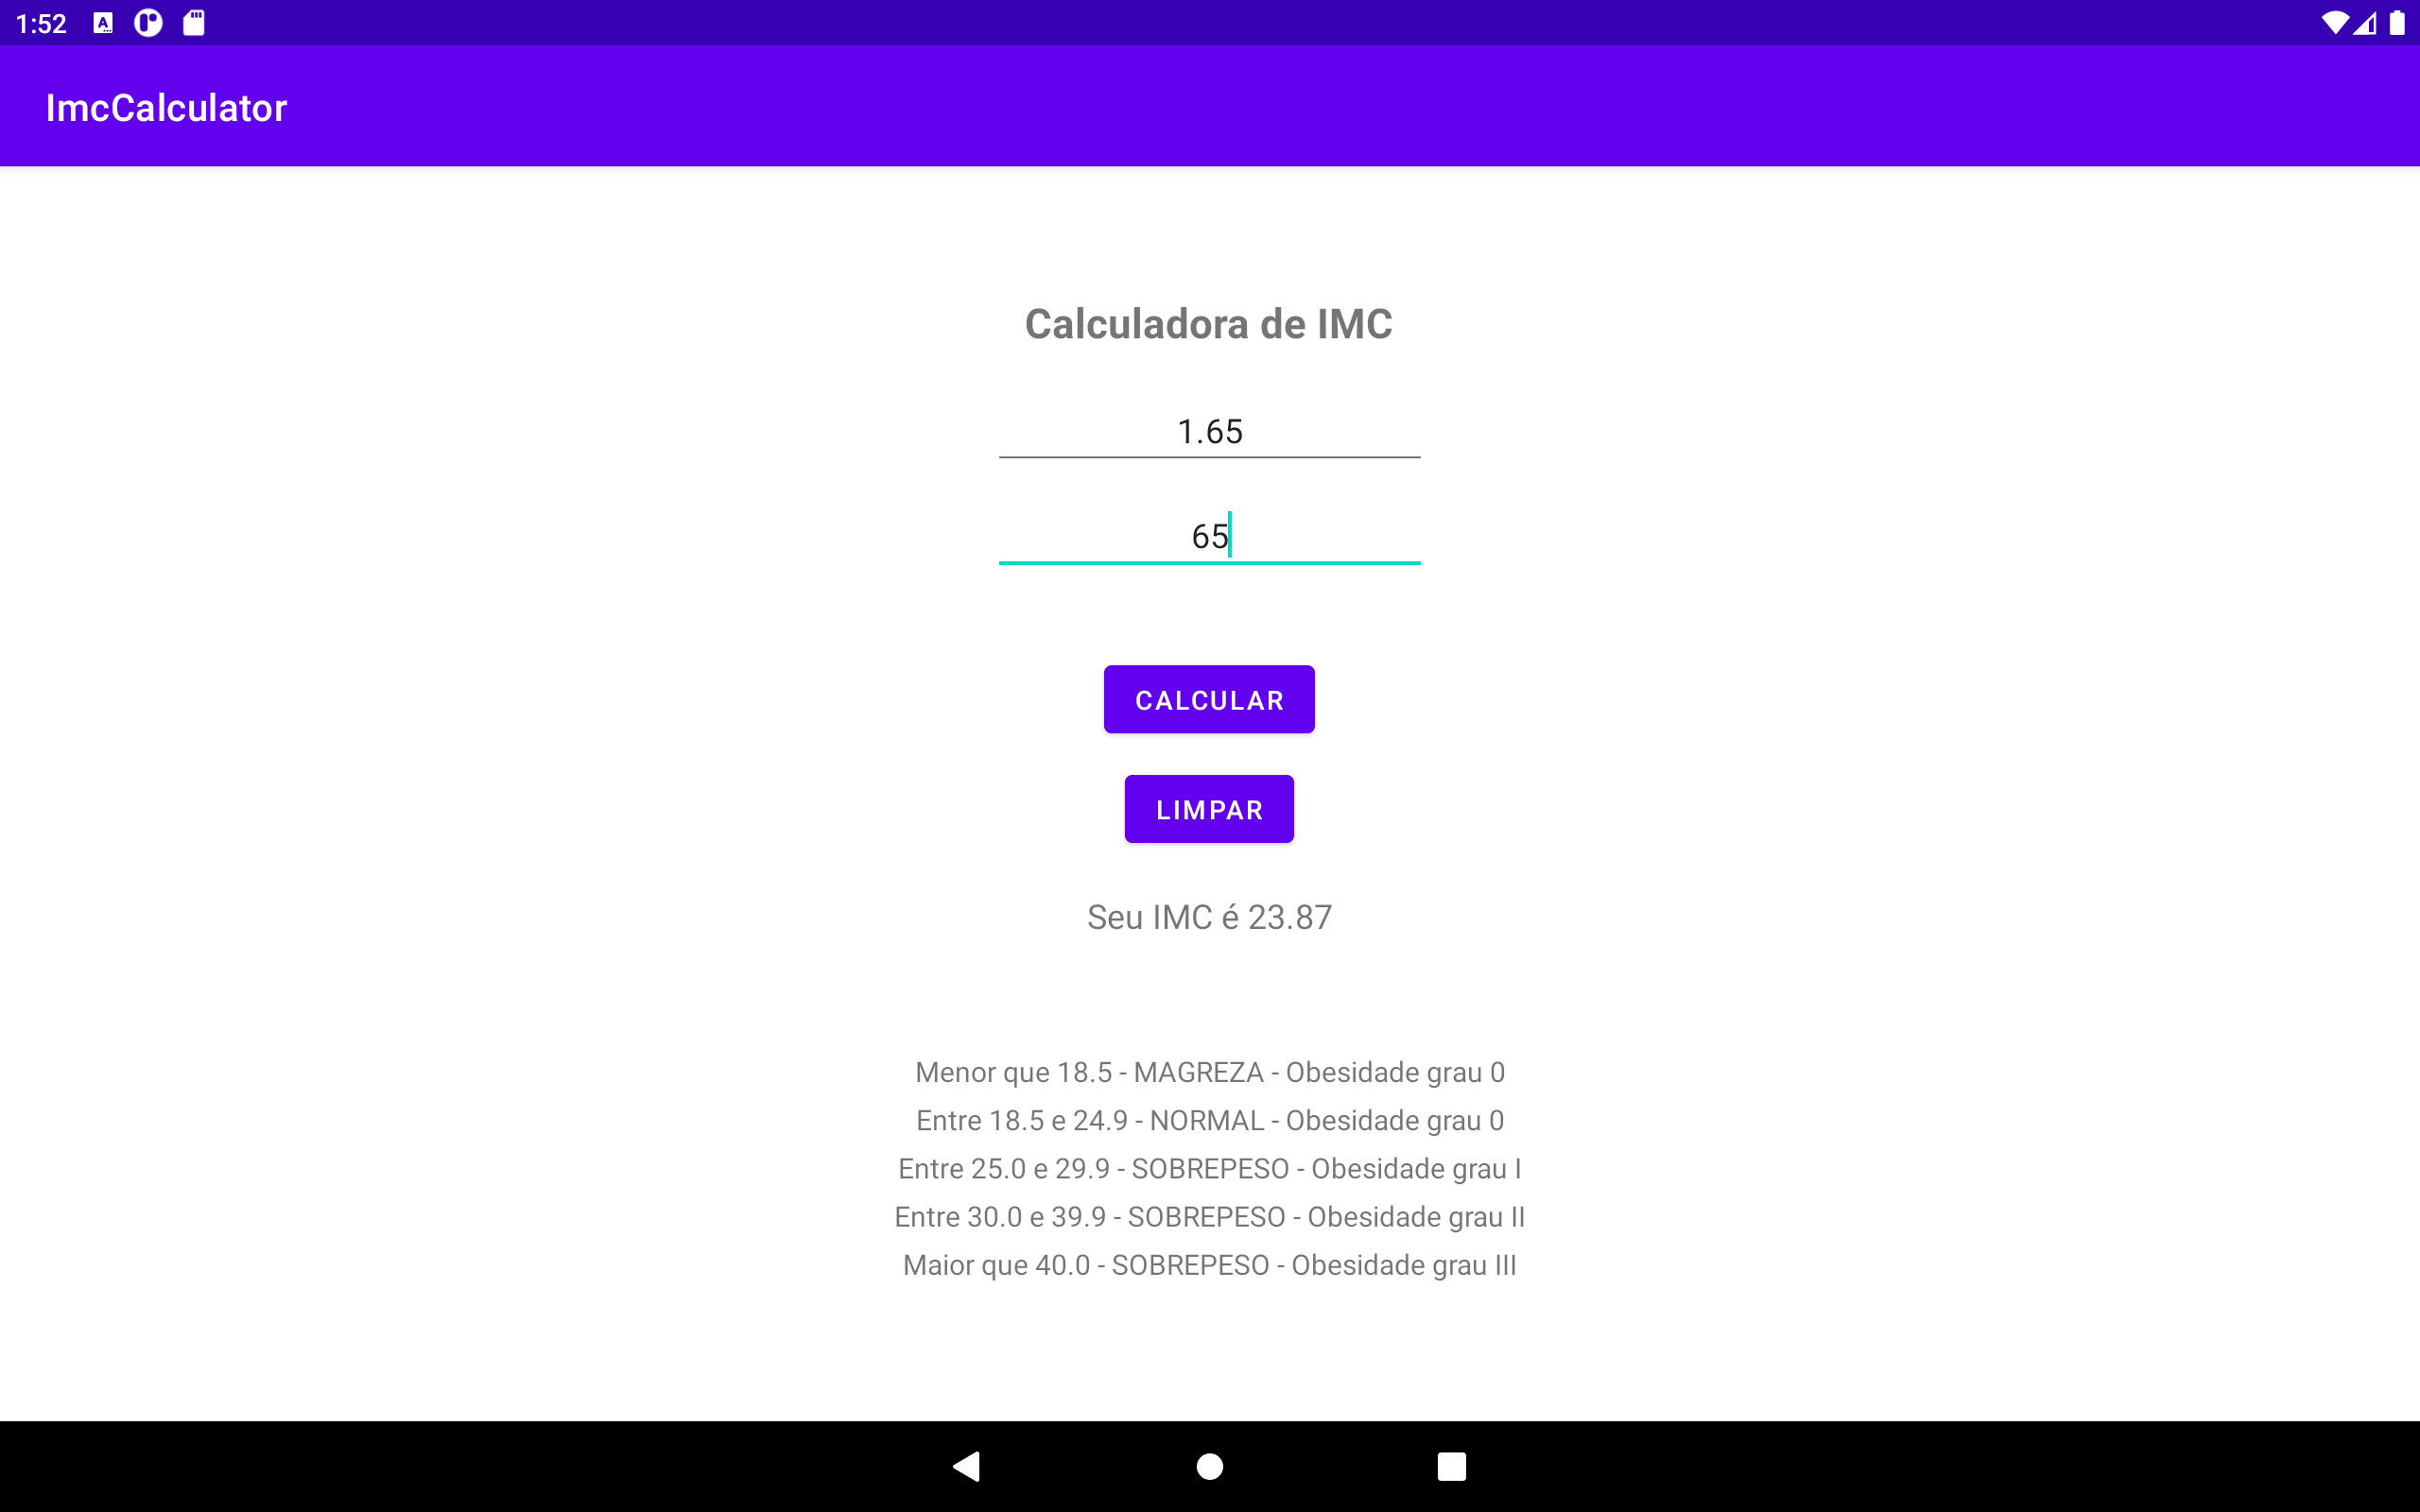 1:52
ImcCalculator
Calculadora de IMC
1.65
65
CALCULAR
LIMPAR
Seu IMC é 23.87
Menor que 18.5 - MAGREZA - Obesidade grau 0
Entre 18.5 e 24.9 - NORMAL - Obesidade grau 0
Entre 25.0 e 29.9 - SOBREPESO - Obesidade grau I
Entre 30.0 e 39.9 - SOBREPESO - Obesidade grau II
Maior que 40.0 - SOBREPESO - Obesidade grau III